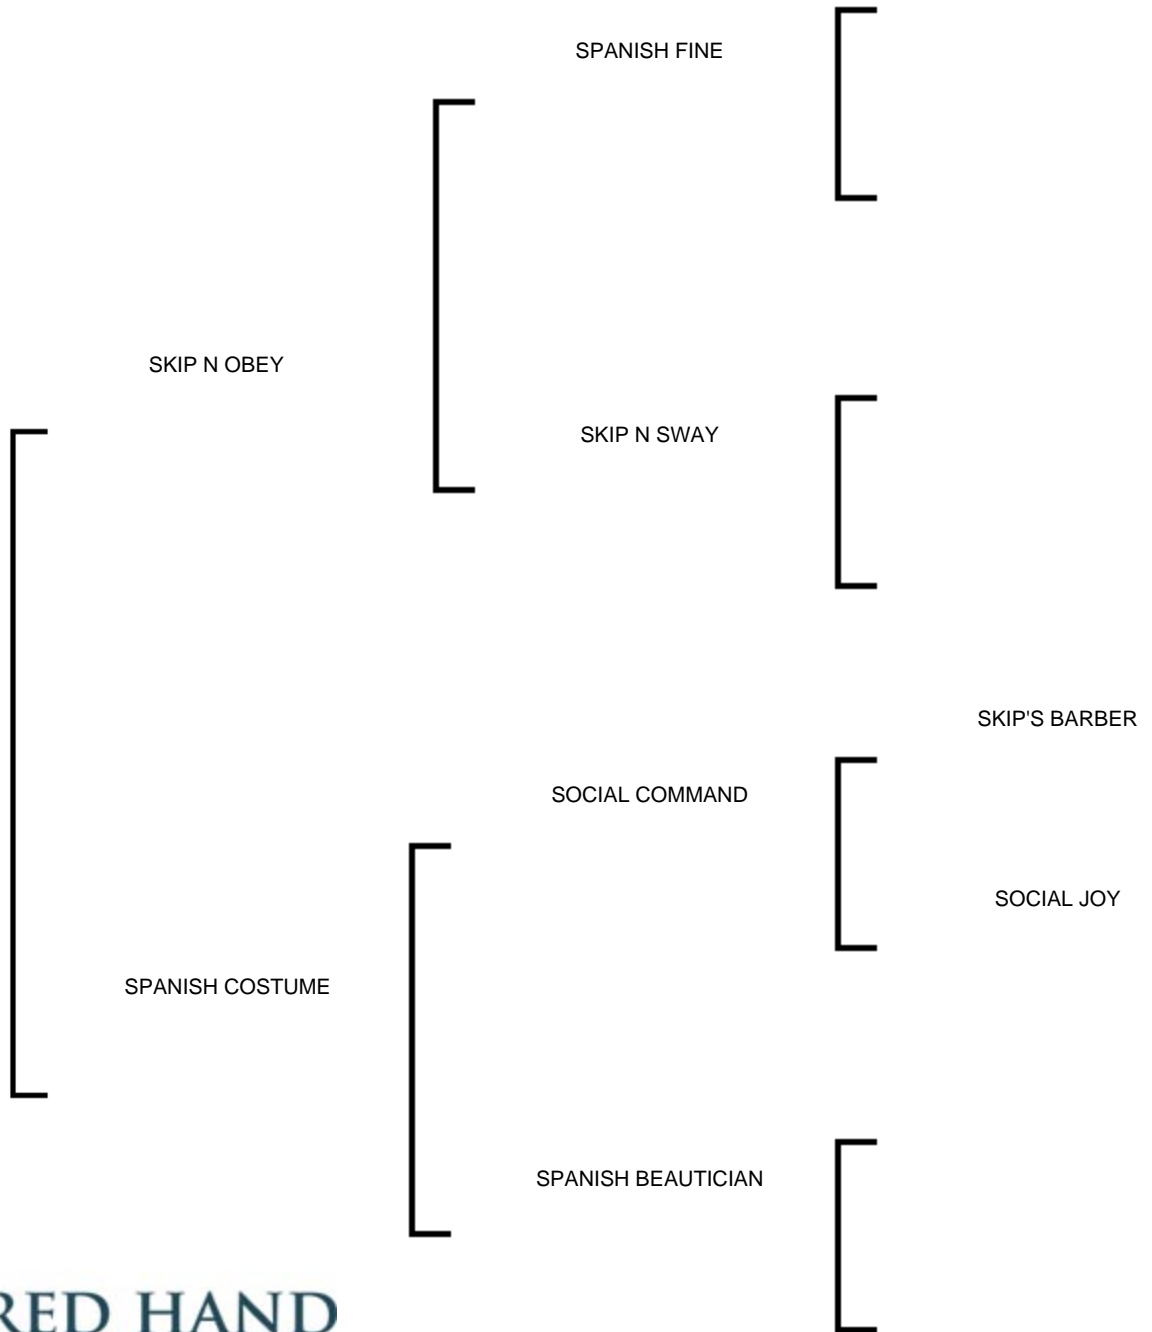 SPANISH FINE
SKIP N OBEY
SKIP N SWAY
SKIP'S BARBER
SOCIAL COMMAND
SOCIAL JOY
SPANISH COSTUME
SPANISH BEAUTICIAN
RED HAND